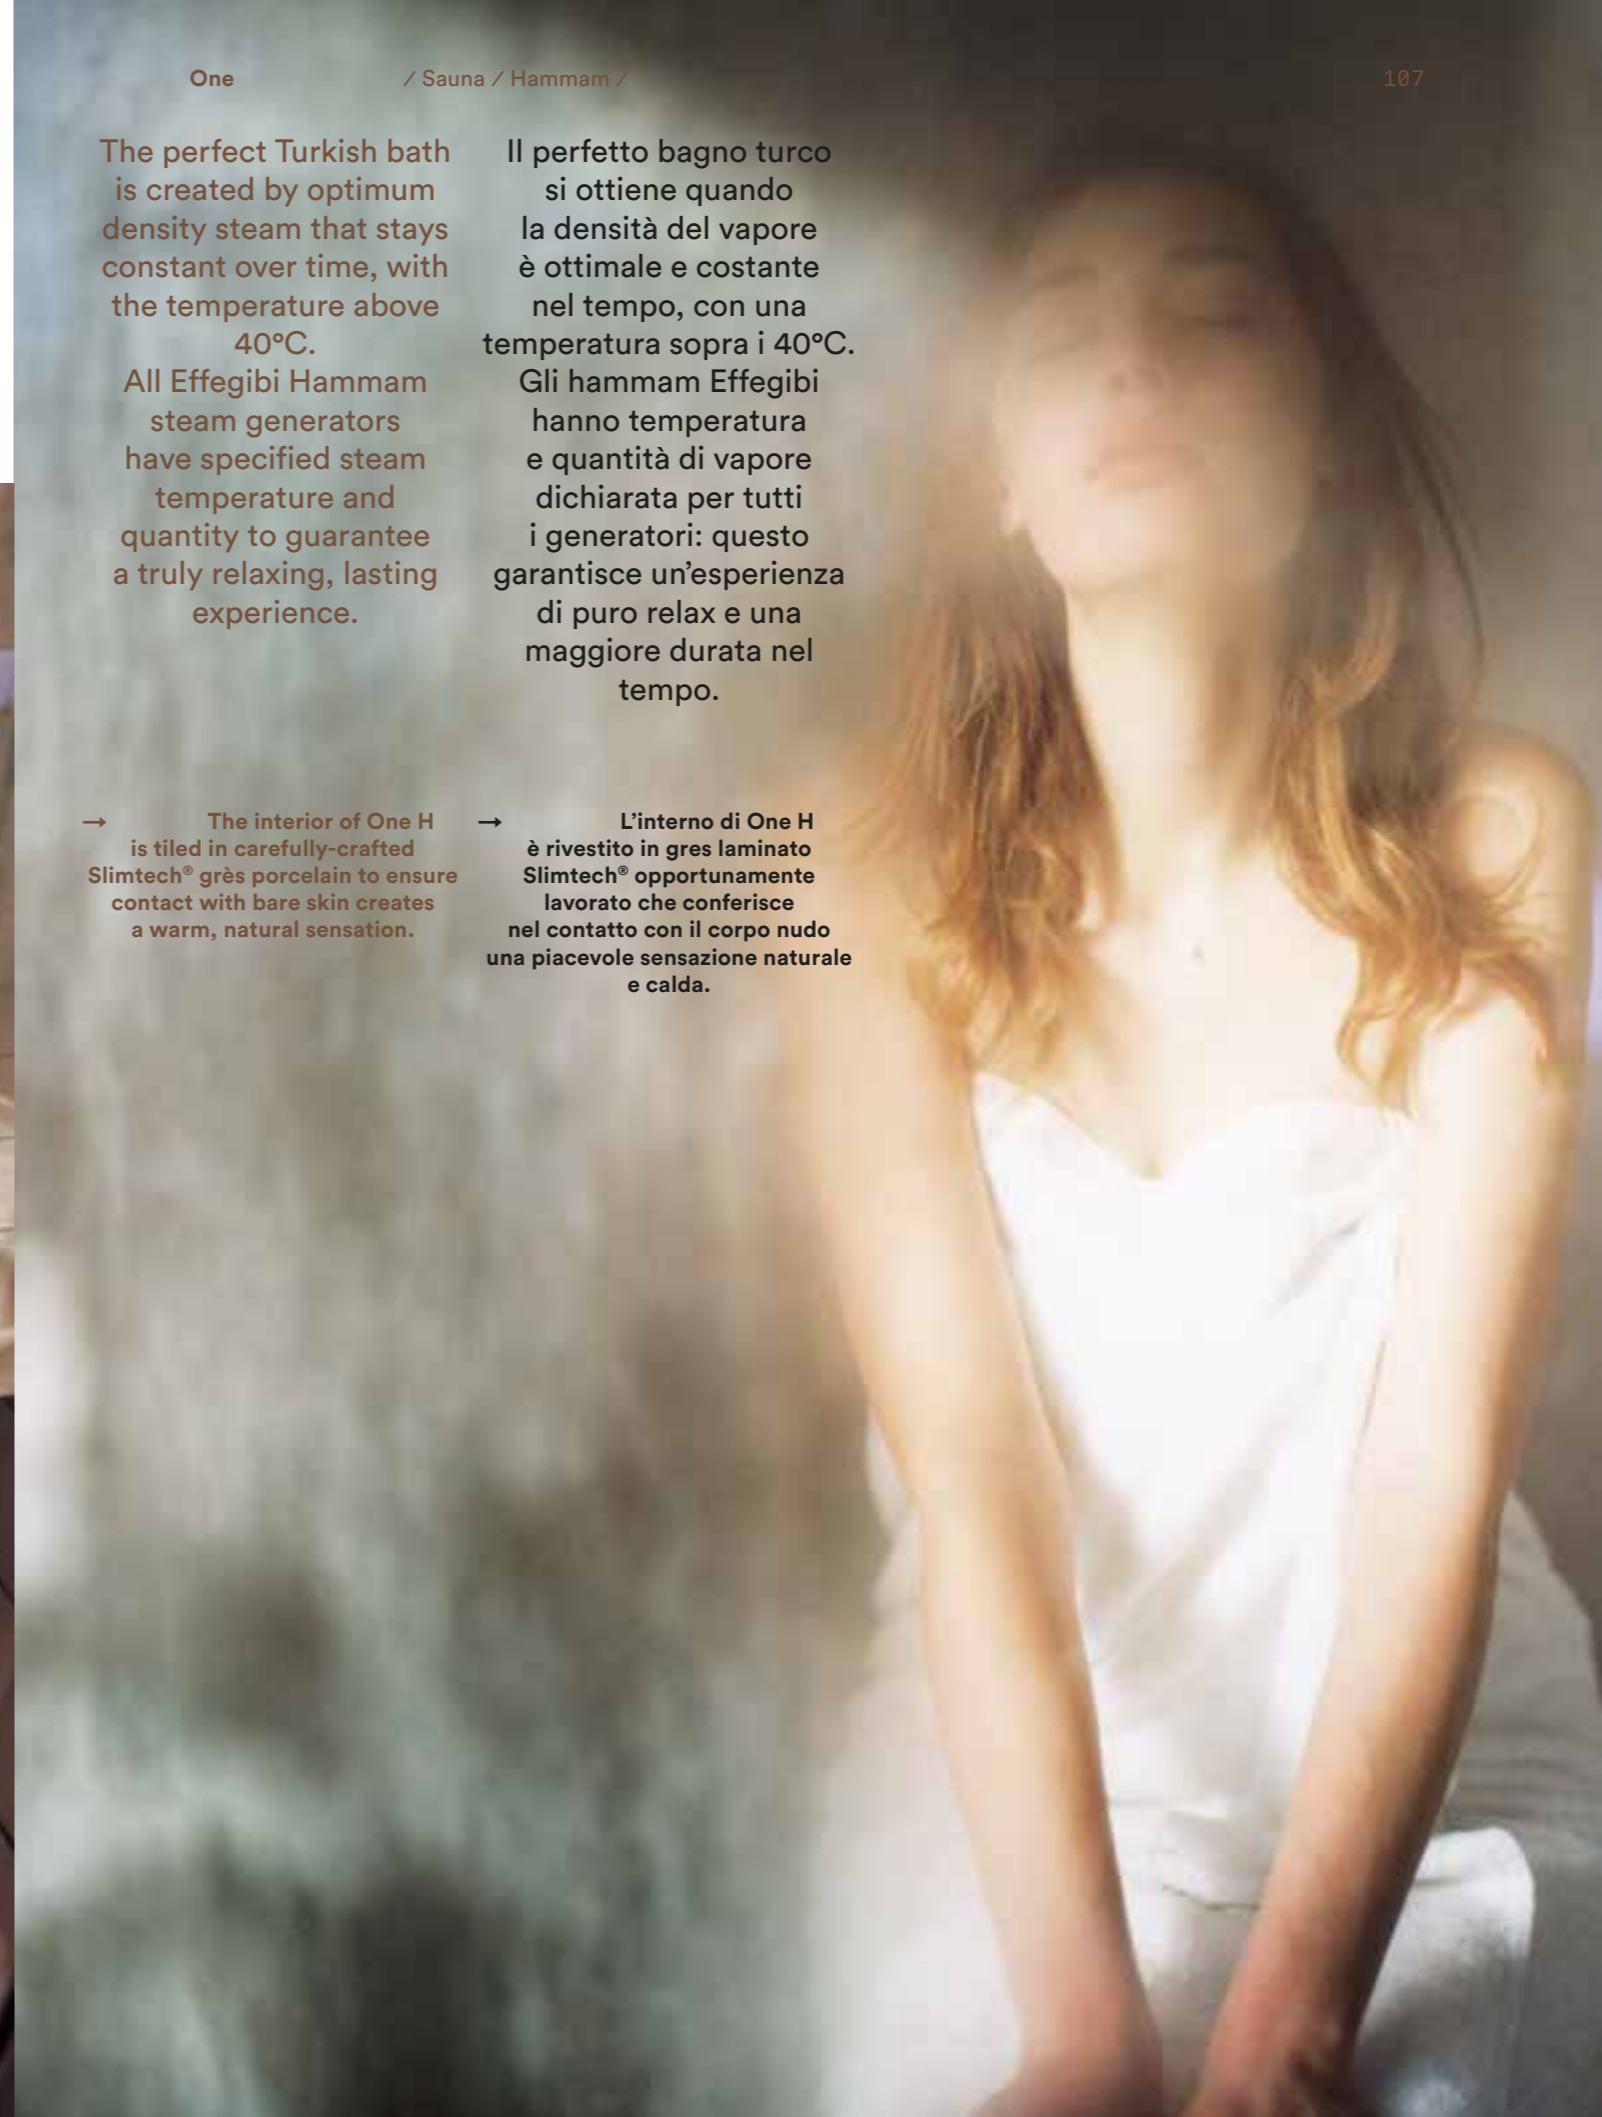 One
/ Sauna / Hammam /
107
The perfect Turkish bath
is created by optimum
density steam that stays
constant over time, with
the temperature above
40°C.
All Effegibi Hammam
steam generators
have specified steam
temperature and
quantity to guarantee
a truly relaxing, lasting
experience.
Il perfetto bagno turco
si ottiene quando
la densità del vapore
è ottimale e costante
nel tempo, con una
temperatura sopra i 40°C.
Gli hammam Effegibi
hanno temperatura
e quantità di vapore
dichiarata per tutti
i generatori: questo
garantisce un’esperienza
di puro relax e una
maggiore durata nel
tempo.
→ The interior of One H
is tiled in carefully-crafted
Slimtech® grès porcelain to ensure
contact with bare skin creates
a warm, natural sensation.
→ L’interno di One H
è rivestito in gres laminato
Slimtech® opportunamente
lavorato che conferisce
nel contatto con il corpo nudo
una piacevole sensazione naturale
e calda.